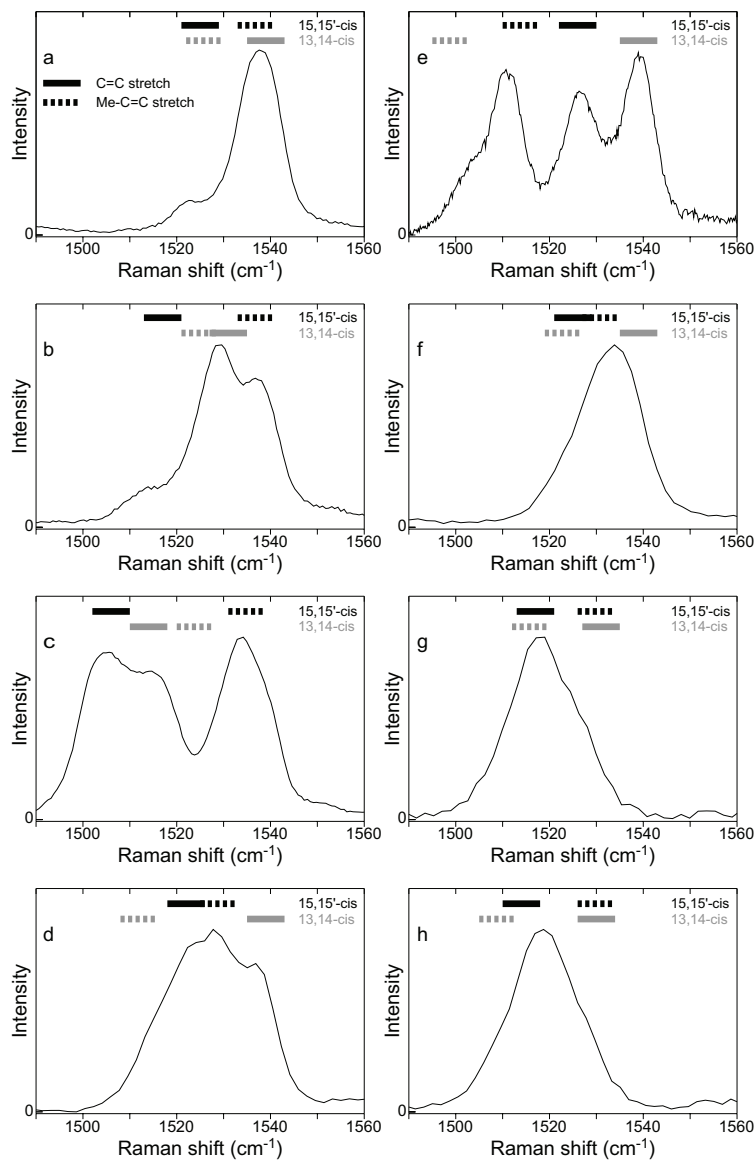 15,15'-cis
13,14-cis
a
C=C stretch
Me-C=C stretch
Intensity
0
1500 1520 1540 1560
Raman shift (cm-1)
15,15'-cis
13,14-cis
e
Intensity
0
1500 1520 1540 1560
Raman shift (cm-1)
15,15'-cis
13,14-cis
b
Intensity
0
1500 1520 1540 1560
Raman shift (cm-1)
15,15'-cis
13,14-cis
f
Intensity
0
1500 1520 1540 1560
Raman shift (cm-1)
15,15'-cis
13,14-cis
c
Intensity
0
1500 1520 1540 1560
Raman shift (cm-1)
15,15'-cis
13,14-cis
g
Intensity
0
1500 1520 1540 1560
Raman shift (cm-1)
15,15'-cis
13,14-cis
d
Intensity
0
1500 1520 1540 1560
Raman shift (cm-1)
15,15'-cis
13,14-cis
h
Intensity
0
1500 1520 1540 1560
Raman shift (cm-1)